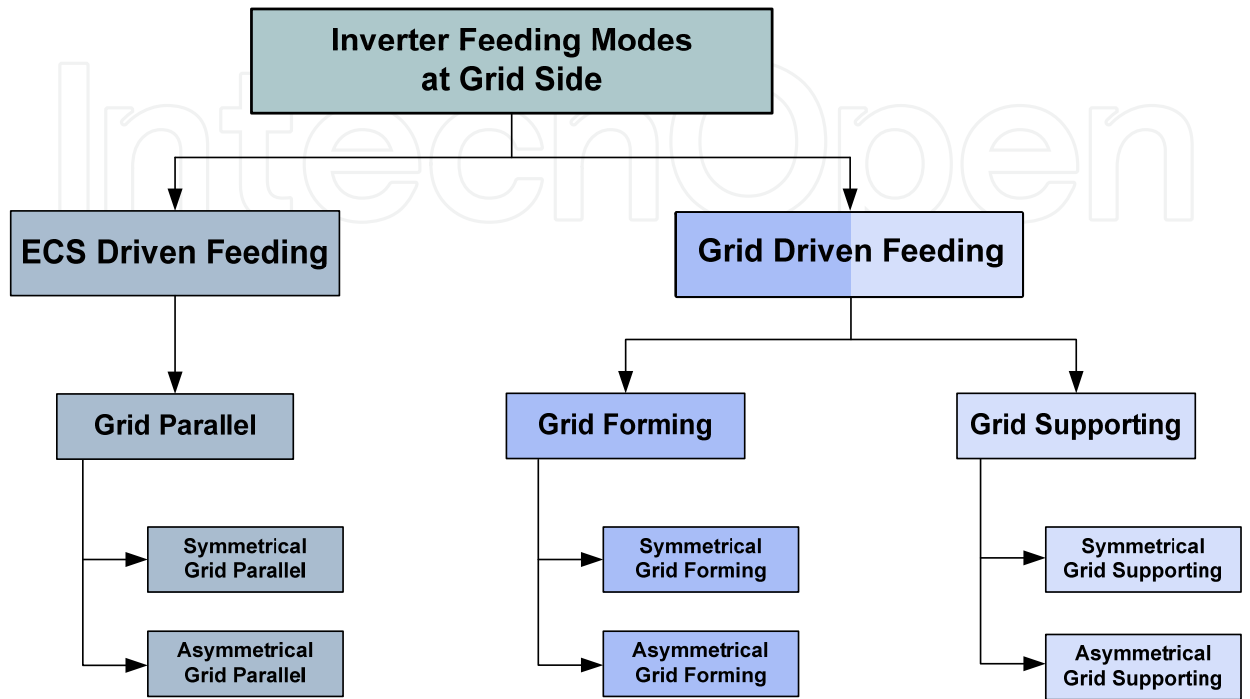 Inverter Feeding Modes
at Grid Side
IntechOpen
ECS Driven Feeding
Grid Driven Feeding
Grid Parallel
Grid Forming
Grid Supporting
Symmetrical
Grid Parallel
Symmetrical
Grid Forming
Symmetrical
Grid Supporting
Asymmetrical
Grid Parallel
Asymmetrical
Grid Forming
Asymmetrical
Grid Supporting